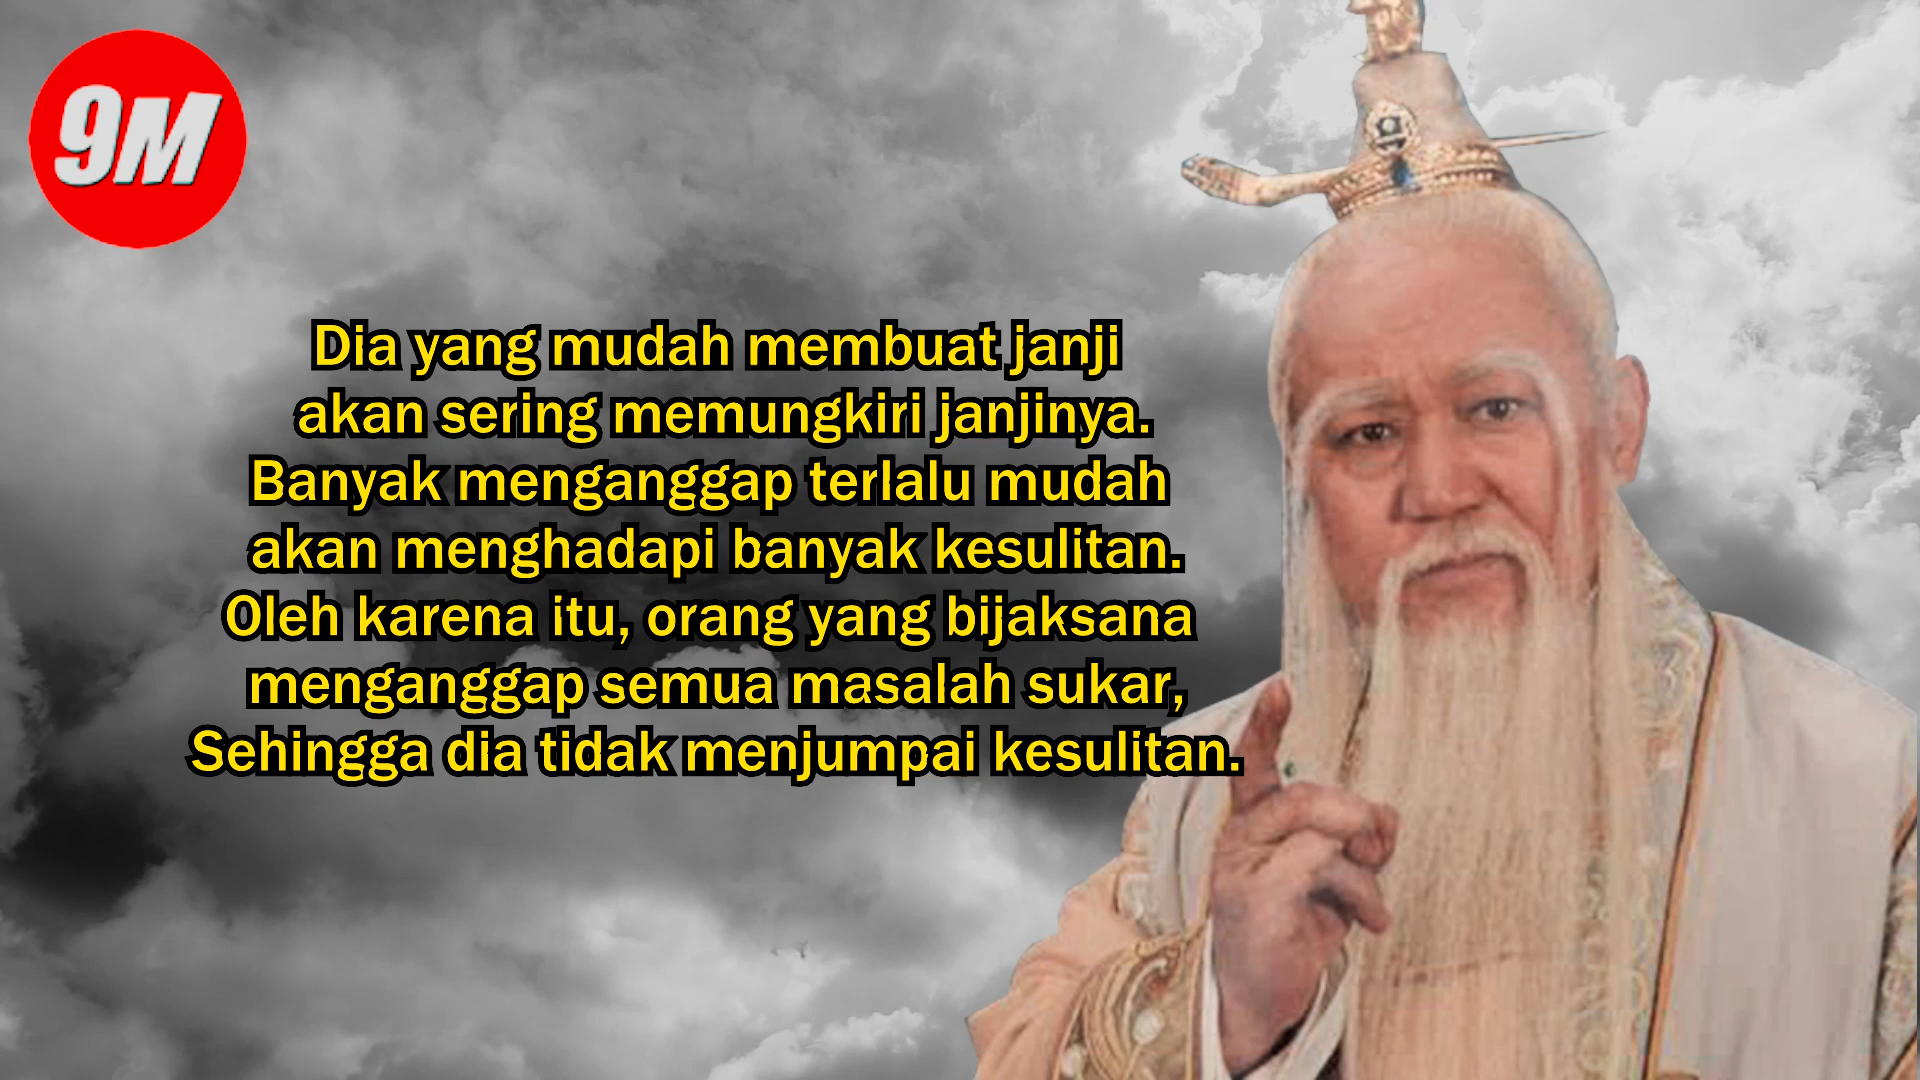 9M
Dia yang mudah membuat janji
akan sering memungkiri janjinya.
Banyak menganggap terlalu mudah
akan menghadapi banyak kesulitan.
Oleh karena itu, orang yang bijaksana
menganggap semua masalah sukar,
Sehingga dia tidak menjumpai kesulitan.